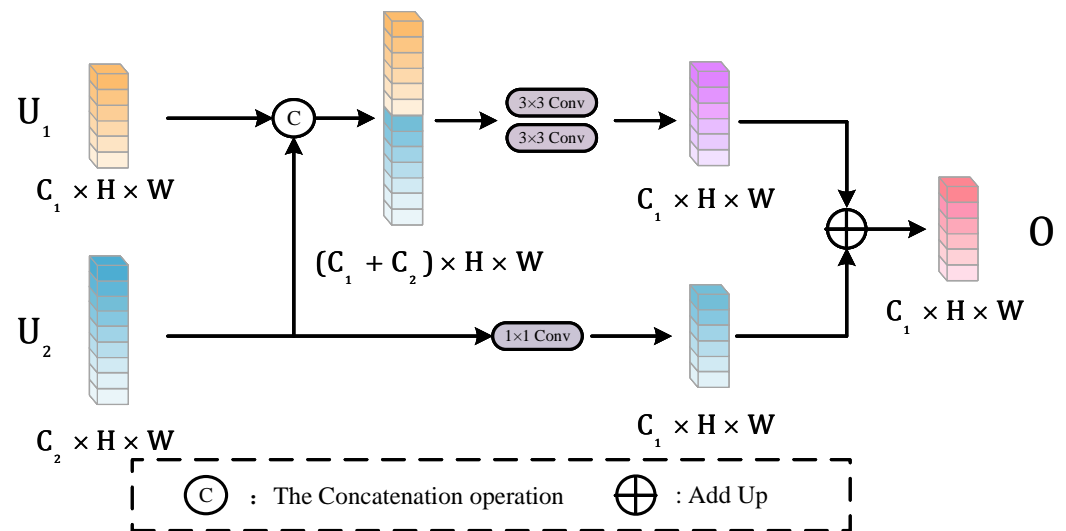 U₁
C₁ × H × W
C
(C₁ + C₂) × H × W
3×3 Conv
3×3 Conv
C₁ × H × W
O
C₁ × H × W
U₂
C₂ × H × W
1×1 Conv
C₁ × H × W
C : The Concatenation operation : Add Up